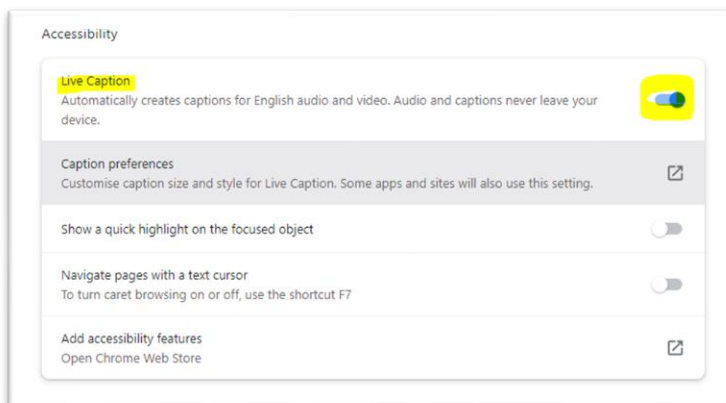 Accessibility
Live Caption
Automatically creates captions for English audio and video. Audio and captions never leave your
device.
Caption preferences
Customise caption size and style for Live Caption. Some apps and sites will also use this setting.
Show a quick highlight on the focused object
Navigate pages with a text cursor
To turn caret browsing on or off, use the shortcut F7
Add accessibility features
Open Chrome Web Store